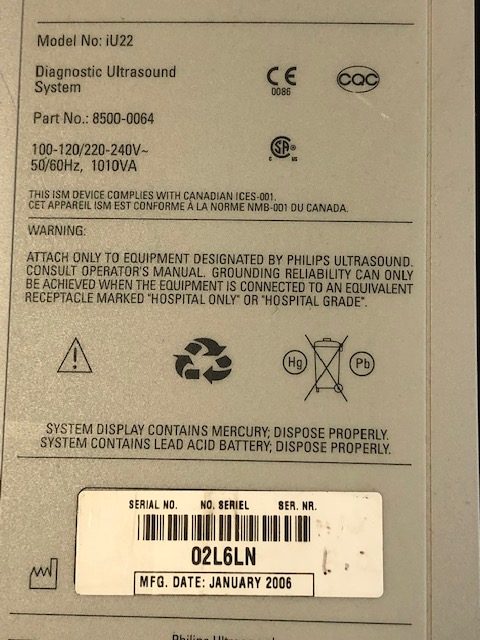 Model No: iU22
Diagnostic Ultrasound
System
CE
0086
CQC
Part No.: 8500-0064
100-120/220-240V~
50/60Hz, 1010VA
C SA ® US
THIS ISM DEVICE COMPLIES WITH CANADIAN ICES-001.
CET APPAREIL ISM EST CONFORME À LA NORME NMB-001 DU CANADA.
WARNING:
ATTACH ONLY TO EQUIPMENT DESIGNATED BY PHILIPS ULTRASOUND.
CONSULT OPERATOR'S MANUAL. GROUNDING RELIABILITY CAN ONLY
BE ACHIEVED WHEN THE EQUIPMENT IS CONNECTED TO AN EQUIVALENT
RECEPTACLE MARKED "HOSPITAL ONLY" OR "HOSPITAL GRADE".
Hg
Pb
SYSTEM DISPLAY CONTAINS MERCURY; DISPOSE PROPERLY.
SYSTEM CONTAINS LEAD ACID BATTERY; DISPOSE PROPERLY.
SERIAL NO. NO. SERIEL SER. NR.
02L6LN
MFG. DATE: JANUARY 2006